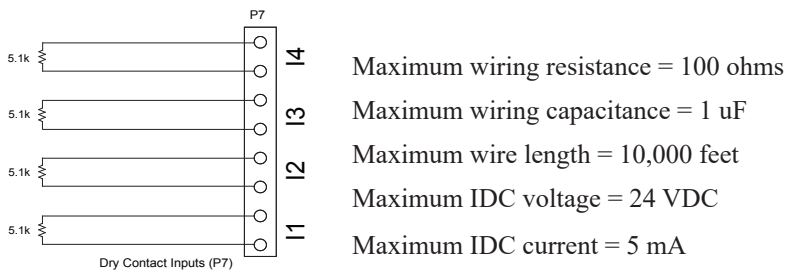 P7
5.1k
I4
5.1k
I3
5.1k
I2
5.1k
I1
Dry Contact Inputs (P7)
Maximum wiring resistance = 100 ohms
Maximum wiring capacitance = 1 uF
Maximum wire length = 10,000 feet
Maximum IDC voltage = 24 VDC
Maximum IDC current = 5 mA